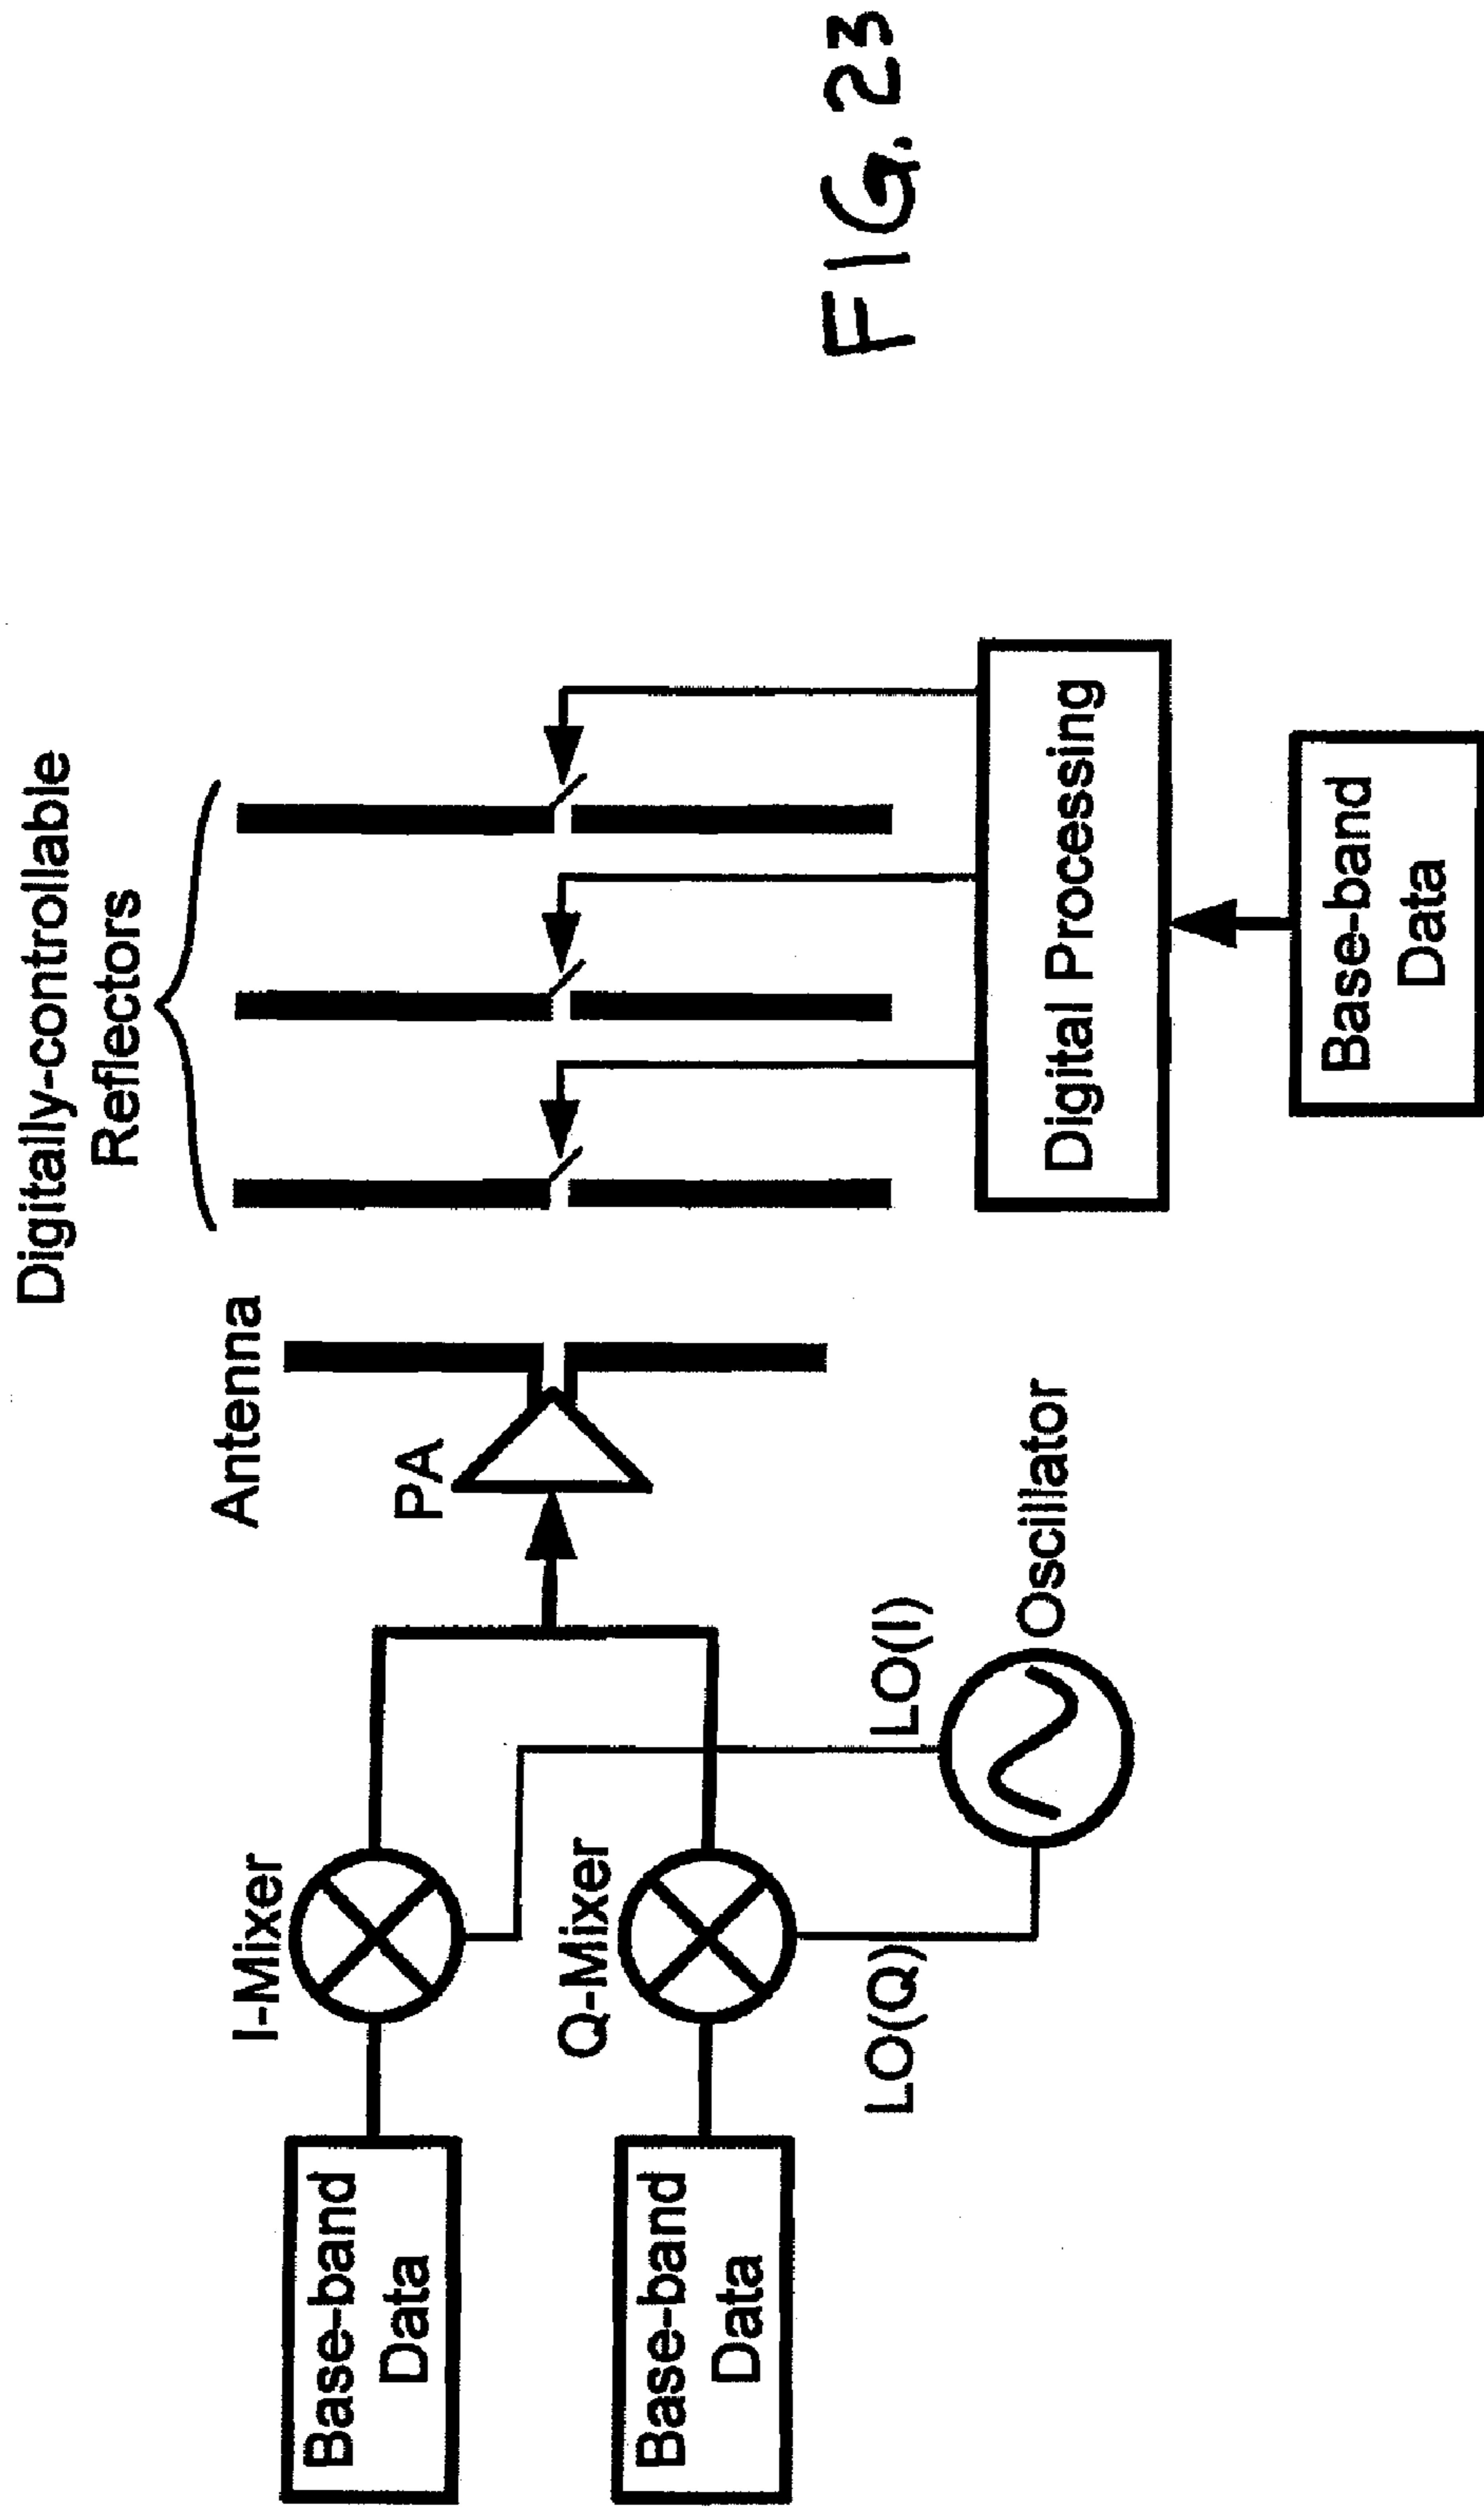 Digitally-controllable
Reflectors
Antenna
PA
I-Mixer
Q-Mixer
Base-band
Data
Base-band
Data
LO(Q)
LO(I)
Oscillator
Digital Processing
Base-band
Data
FIG. 23